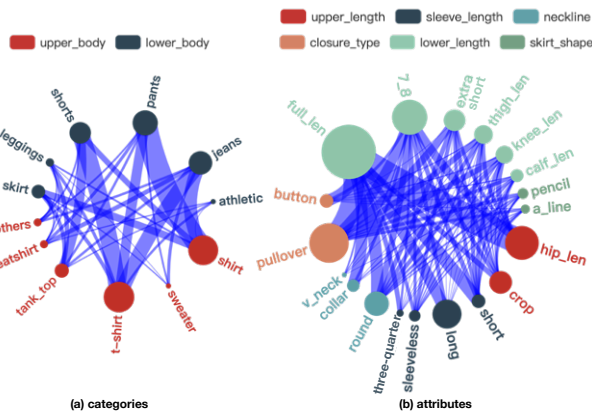 upper_length
sleeve_length
neckline
upper_body
lower_body
closure_type
lower_length
skirt_shape
shorts
pants
jeans
athletic
shirt
sweater
t-shirt
tank_top
eatshirt
others
skirt
leggings
full_len
7_8
extra
short
thigh_len
knee_len
calf_len
pencil
a_line
hip_len
crop
short
long
sleeveless
three-quarter
round
collar
v_neck
pullover
button
(a) categories
(b) attributes